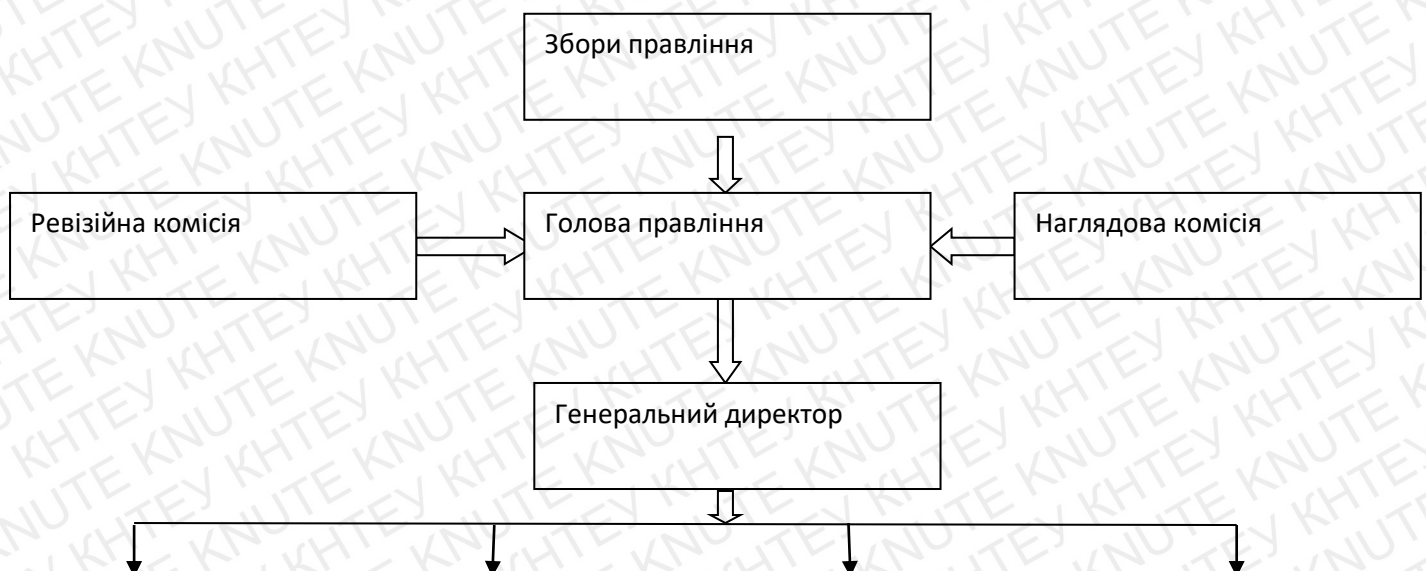 Збори правління
Ревізійна комісія
Голова правління
Наглядова комісія
Генеральний директор